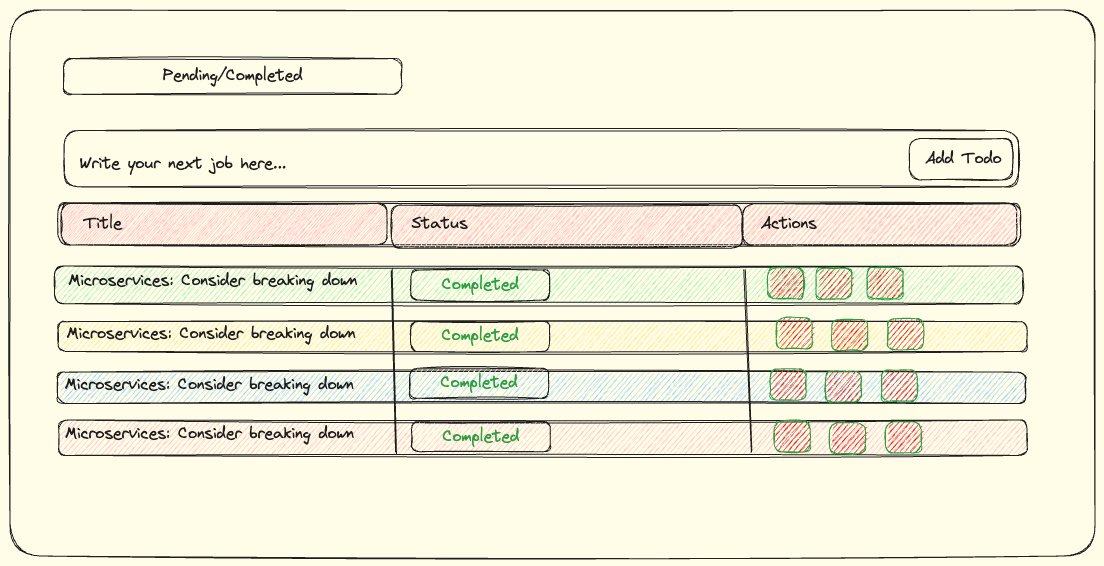 Pending/Completed
Write your next job here...
Add Todo
Title
Status
Actions
Microservices: Consider breaking down
Completed
Microservices: Consider breaking down
Completed
Microservices: Consider breaking down
Completed
Microservices: Consider breaking down
Completed